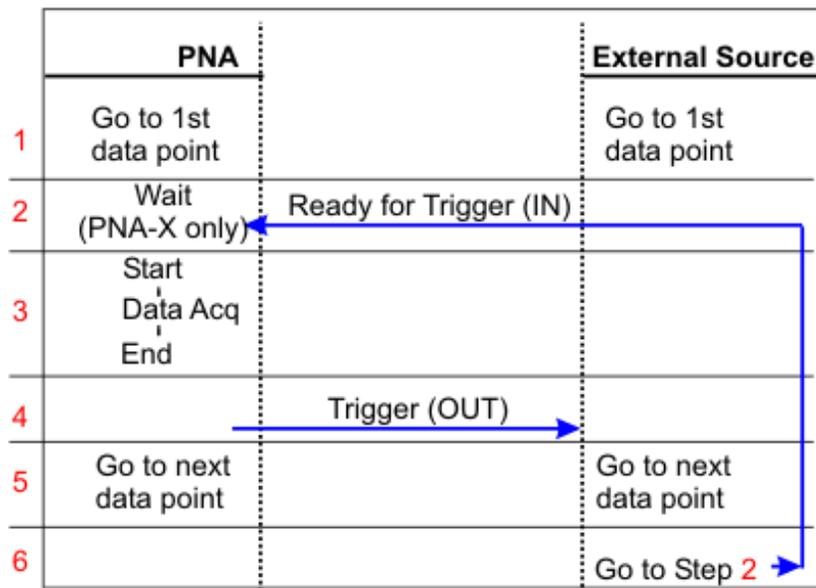 PNA
External Source
1
Go to 1st
data point
Go to 1st
data point
2
Wait
(PNA-X only)
Ready for Trigger (IN)
3
Start
Data Acq
End
4
Trigger (OUT)
5
Go to next
data point
Go to next
data point
6
Go to Step 2